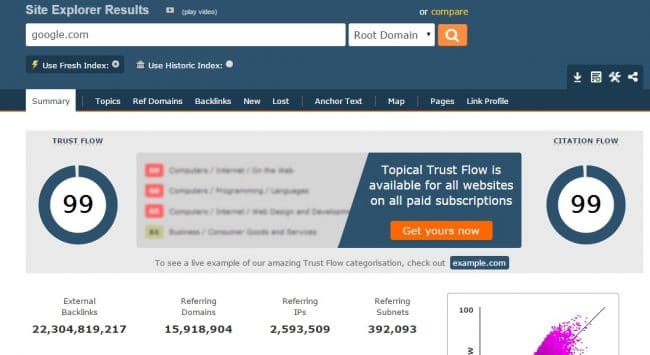 Site Explorer Results (play video)
or compare
google.com Root Domain
Use Fresh Index: Use Historic Index:
Summary Topics Ref Domains Backlinks New Lost Anchor Text Map Pages Link Profile
TRUST FLOW CITATION FLOW
99
Computers / Internet / On the Web
Computers / Programming / Languages
Computers / Internet / Web Design and Developm
Business / Consumer Goods and Services
Topical Trust Flow is
available for all websites
on all paid subscriptions
Get yours now
99
To see a live example of our amazing Trust Flow categorisation, check out example.com
External Backlinks
22,304,819,217
Referring Domains
15,918,904
Referring IPs
2,593,509
Referring Subnets
392,093
100
W